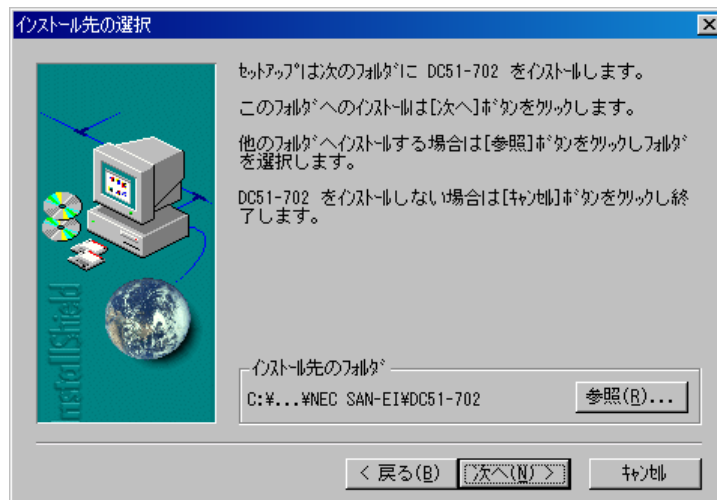 インストール先の選択
ｾｯﾄｱｯﾌﾟは次のﾌｫﾙﾀﾞに DC51-702 をｲﾝｽﾄｰﾙします。
このﾌｫﾙﾀﾞへのｲﾝｽﾄｰﾙは[次へ]ﾎﾞﾀﾝをｸﾘｯｸします。
他のﾌｫﾙﾀﾞへｲﾝｽﾄｰﾙする場合は[参照]ﾎﾞﾀﾝをｸﾘｯｸしﾌｫﾙﾀﾞ
を選択します。
DC51-702 をｲﾝｽﾄｰﾙしない場合は[ｷｬﾝｾﾙ]ﾎﾞﾀﾝをｸﾘｯｸし終
了します。
InstallShield
ｲﾝｽﾄｰﾙ先のﾌｫﾙﾀﾞ
C:¥...¥NEC SAN-EI¥DC51-702
参照(R)...
< 戻る(B)
次へ(N) >
ｷｬﾝｾﾙ